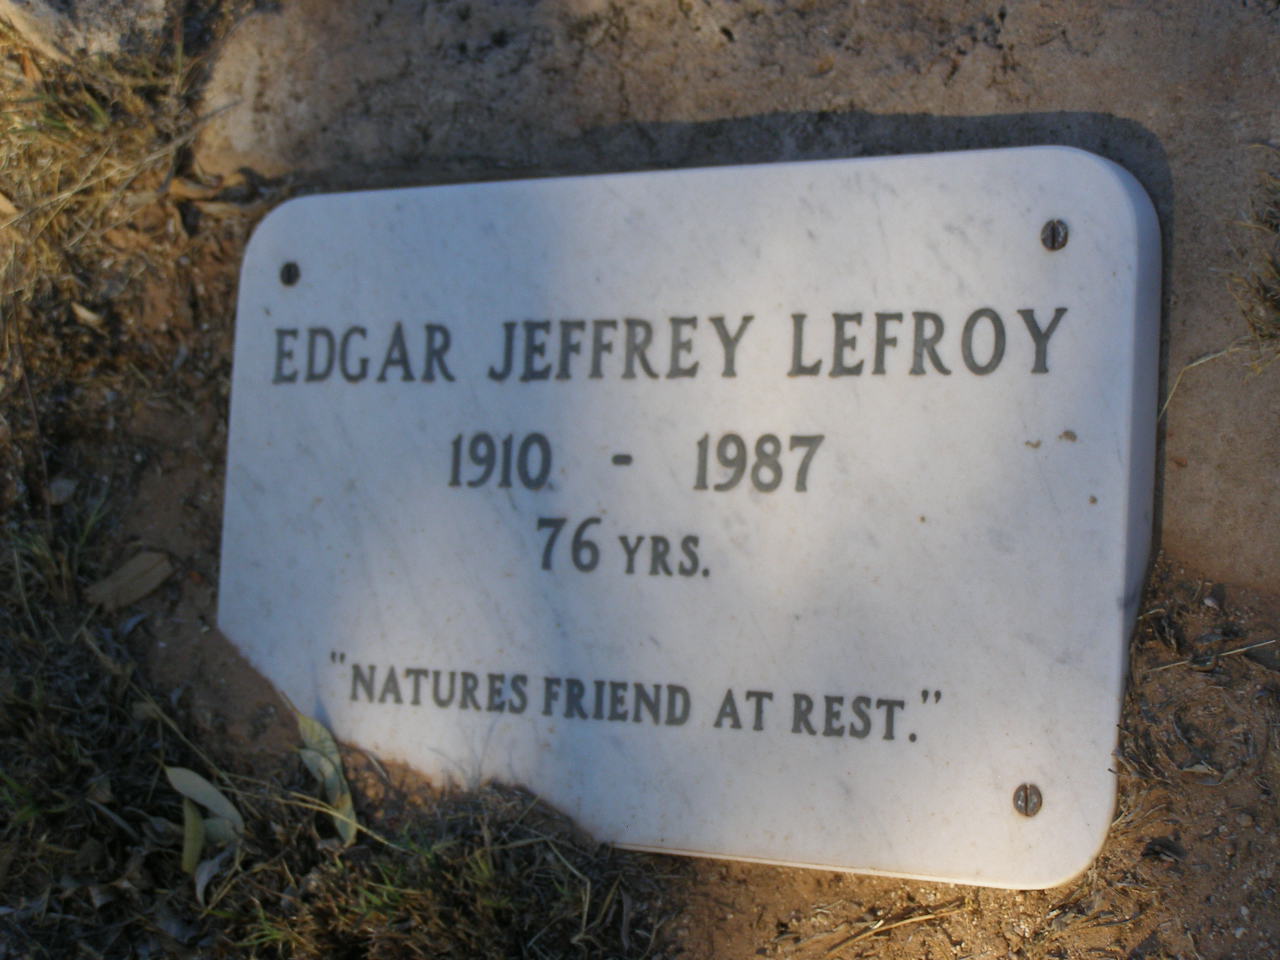 EDGAR JEFFREY LEFROY
1910 - 1987
76 YRS.
"NATURES FRIEND AT REST."